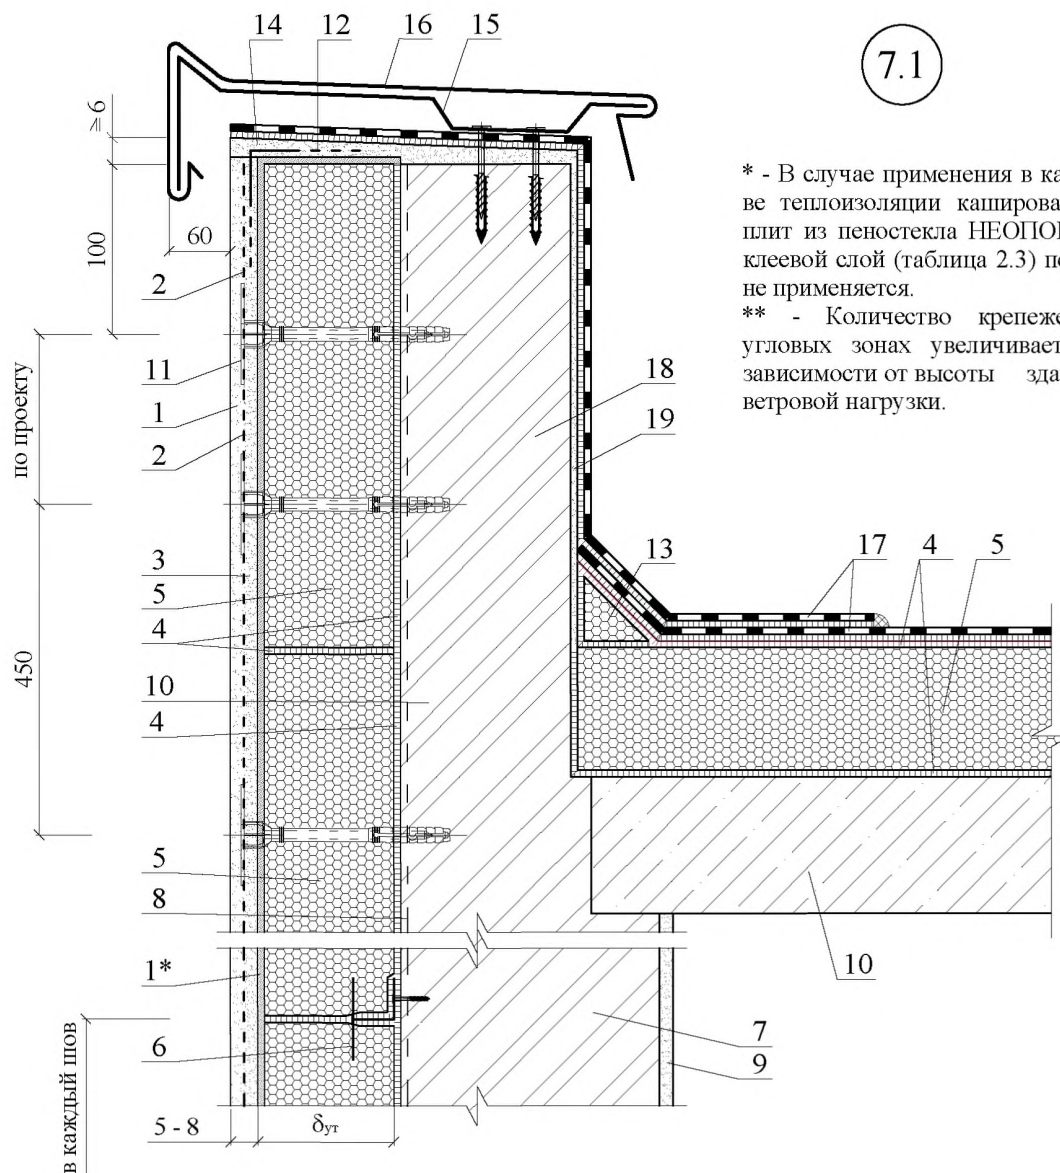 14
12
16
15
7.1
≥ 6
100
60
2
* - В случае применения в ка
ве теплоизоляции каширова
плит из пеностекла НЕОПО
клеевой слой (таблица 2.3) по
не применяется.
** - Количество крепеже
угловых зонах увеличивает
зависимости от высоты зда
ветровой нагрузки.
11
1
2
по проекту
18
19
3
5
4
13
17
4
5
450
10
4
5
8
10
1*
6
7
9
в каждый шов
5 - 8
δут